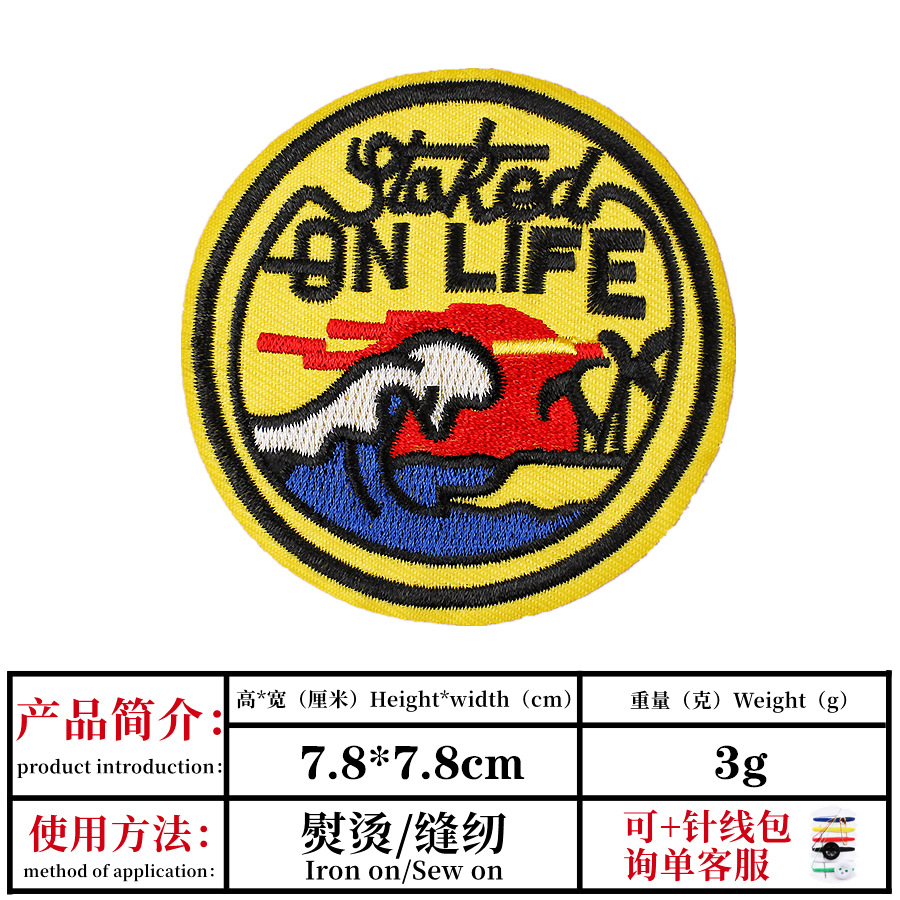 Stoked
ON LIFE
产品简介：
product introduction：
高*宽（厘米）Height*width（cm）
重量（克）Weight（g）
7.8*7.8cm
3g
使用方法：
method of application：
熨烫/缝纫
Iron on/Sew on
可+针线包
询单客服